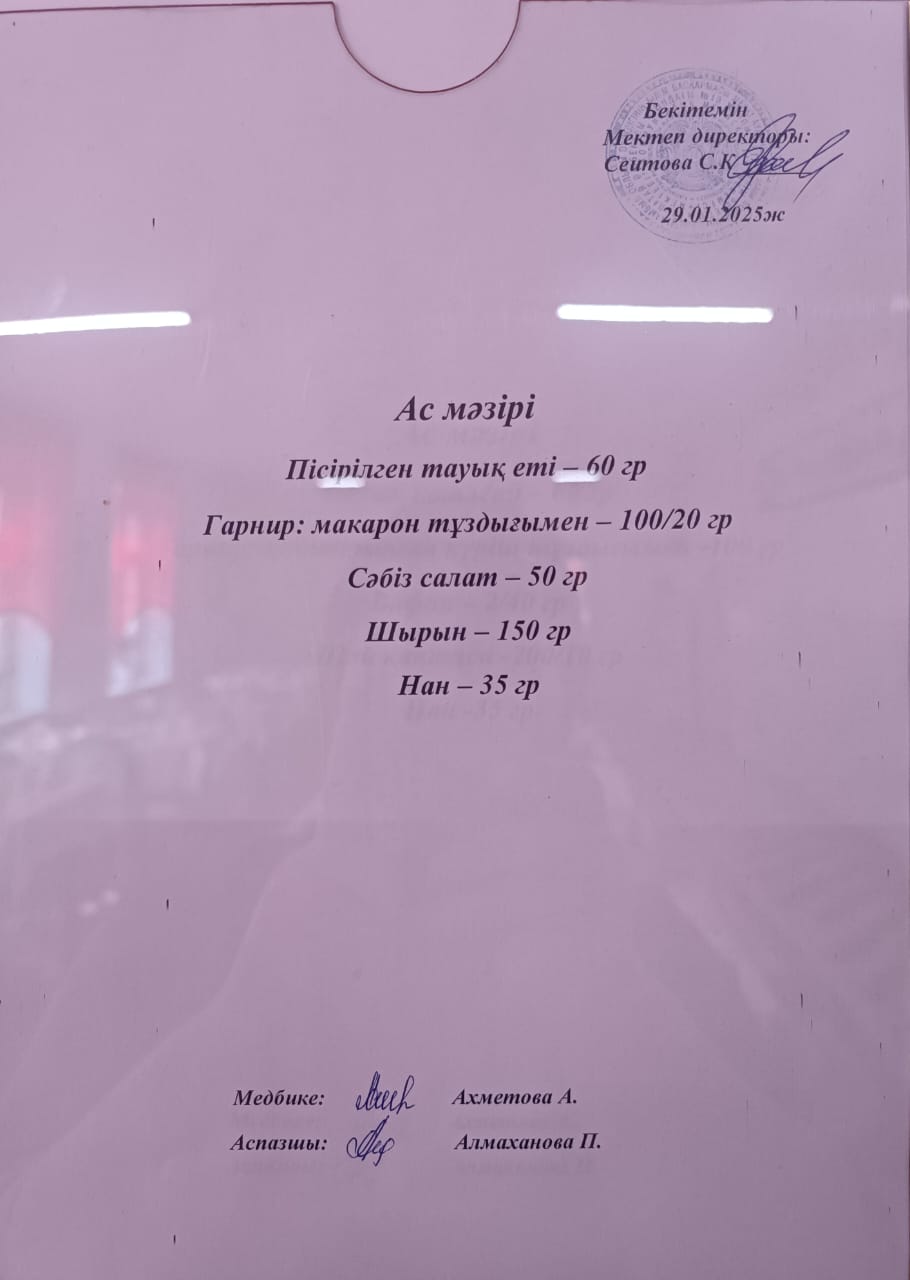 Бекітемін
Мектеп директоры:
Сеитова С.Қ
29.01.2025ж
Ас мәзірі
Пісірілген тауық еті – 60 гр
Гарнир: макарон тұздығымен – 100/20 гр
Сәбіз салат – 50 гр
Шырын – 150 гр
Нан – 35 гр
Медбике: Ахметова А.
Аспазшы: Алмаханова П.